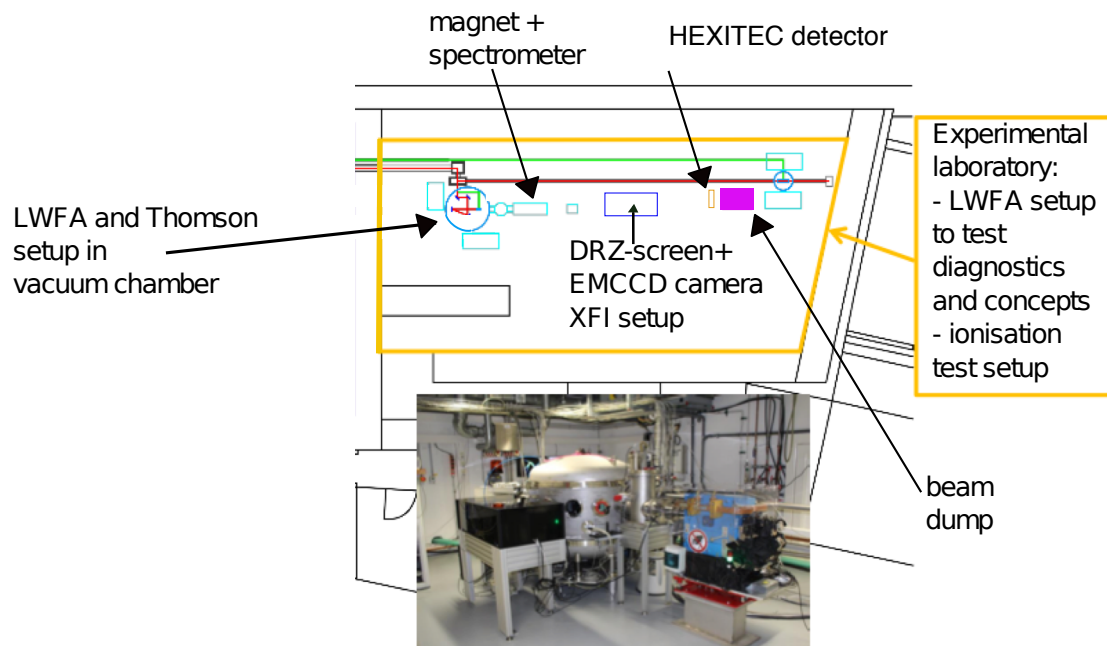 magnet +
spectrometer
HEXITEC detector
LWFA and Thomson
setup in
vacuum chamber
DRZ-screen+
EMCCD camera
XFI setup
Experimental
laboratory:
- LWFA setup
to test
diagnostics
and concepts
- ionisation
test setup
beam
dump